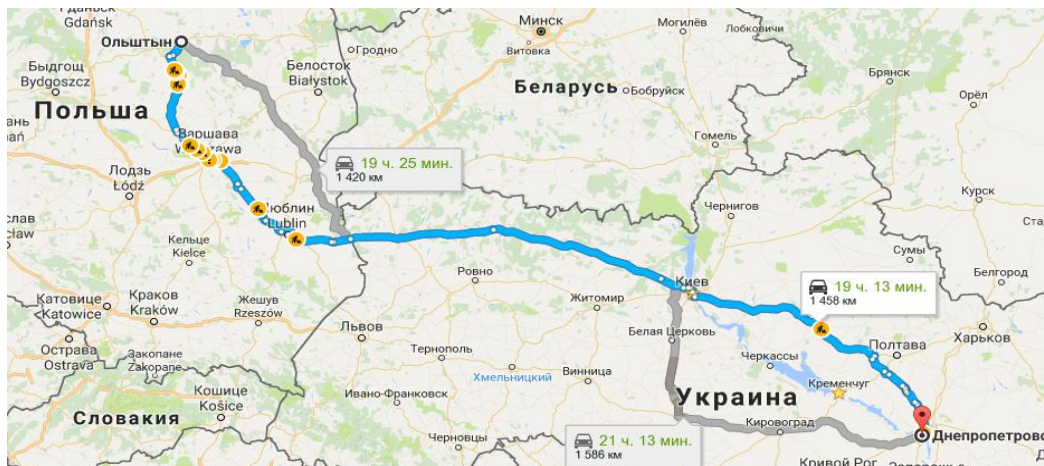 Гданьск
Gdańsk
Ольштын
Быдгощ
Bydgoszcz
Польша
Варшава
Лодзь
Łódź
Люблин
Lublin
Кельце
Kielce
Катовице
Katowice
Краков
Kraków
Жешув
Rzeszów
Острава
Ostrava
Закопане
Zakopane
Кошице
Košice
Словакия
Гродно
Белосток
Białystok
19 ч. 25 мин.
1 420 км
Минск
Витовка
Могилёв
Лобковичи
Беларусь
Бобруйск
Гомель
Брянск
Орёл
Курск
Чернигов
Сумы
Белгород
Ровно
Житомир
Киев
Львов
Белая Церковь
Тернополь
Хмельницкий
Винница
Ивано-Франковск
Черновцы
19 ч. 13 мин.
1 458 км
Полтава
Харьков
Черкассы
Кременчуг
Украина
Кировоград
Днепропетровс
21 ч. 13 мин.
1 586 км
Кривой Рог